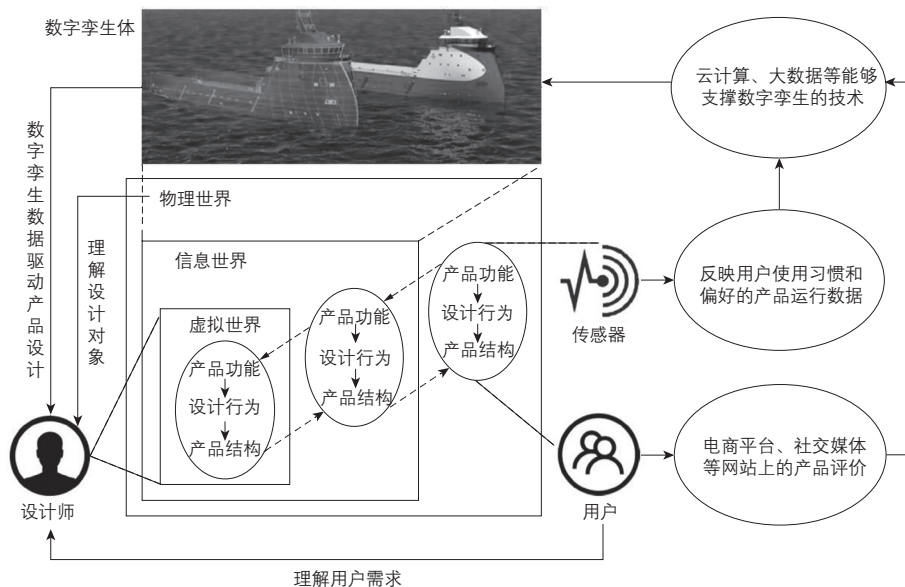 数字孪生体
云计算、大数据等能够
支撑数字孪生的技术
数字孪生数据驱动产品设计
理解设计对象
物理世界
信息世界
虚拟世界
产品功能
设计行为
产品结构
产品功能
设计行为
产品结构
产品功能
设计行为
产品结构
传感器
反映用户使用习惯和
偏好的产品运行数据
设计师
用户
电商平台、社交媒体
等网站上的产品评价
理解用户需求